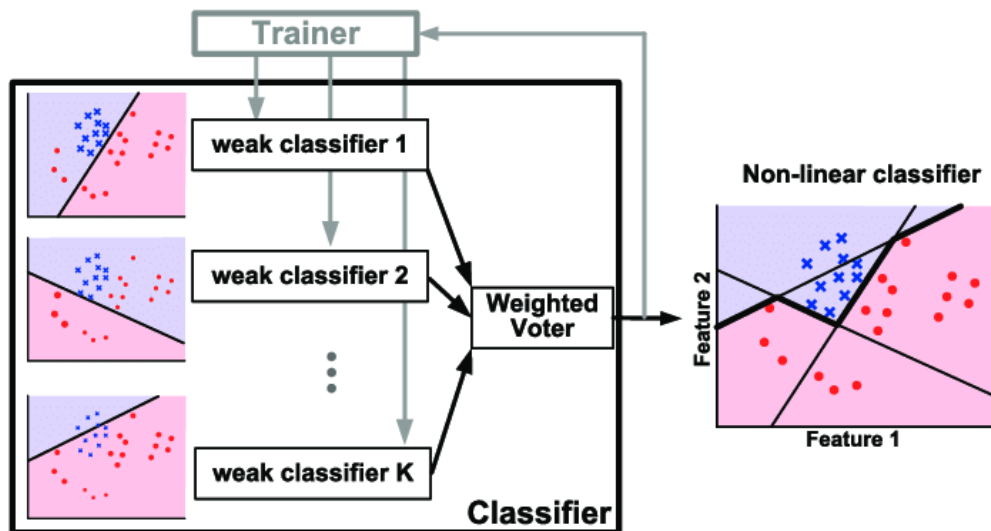 Trainer
weak classifier 1
weak classifier 2
weak classifier K
Weighted
Voter
Classifier
Non-linear classifier
Feature 2
Feature 1